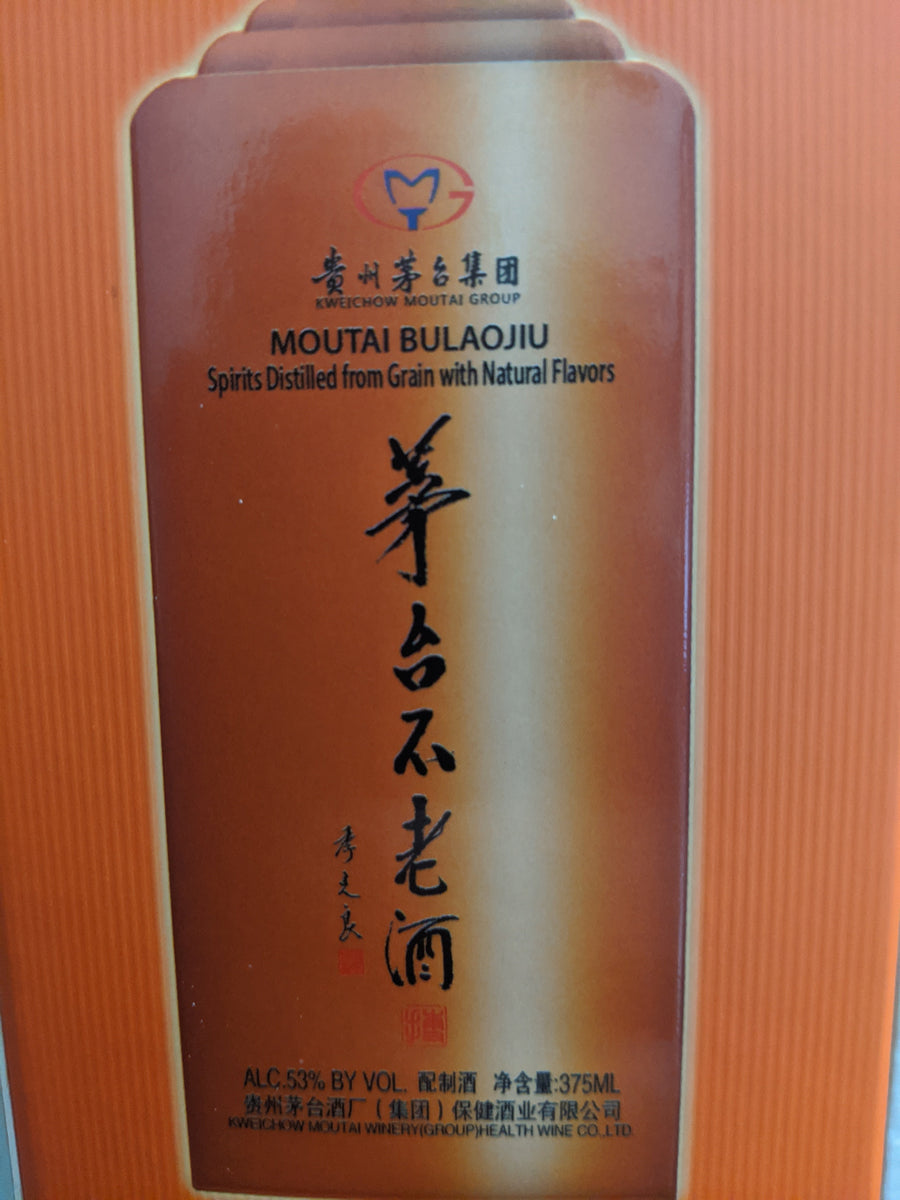 贵州茅台集团
KWEICHOW MOUTAI GROUP
MOUTAI BULAOJIU
Spirits Distilled from Grain with Natural Flavors
茅台不老酒
季克良
ALC.53% BY VOL. 配制酒 净含量:375ML
贵州茅台酒厂(集团)保健酒业有限公司
KWEICHOW MOUTAI WINERY(GROUP)HEALTH WINE CO.,LTD.